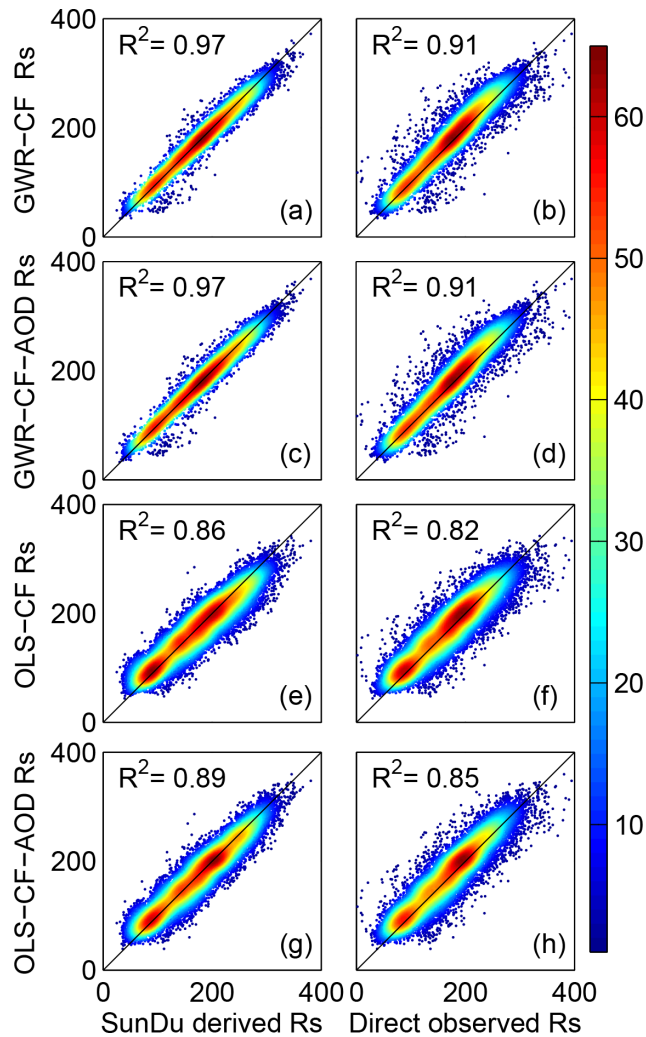 400
200
0
GWR-CF Rs
R²= 0.97
(a)
R²= 0.91
(b)
400
200
0
GWR-CF-AOD Rs
R²= 0.97
(c)
R²= 0.91
(d)
400
200
0
OLS-CF Rs
R²= 0.86
(e)
R²= 0.82
(f)
400
200
0
OLS-CF-AOD Rs
R²= 0.89
(g)
R²= 0.85
(h)
0 200 400 0 200 400
SunDu derived Rs
Direct observed Rs
60
50
40
30
20
10